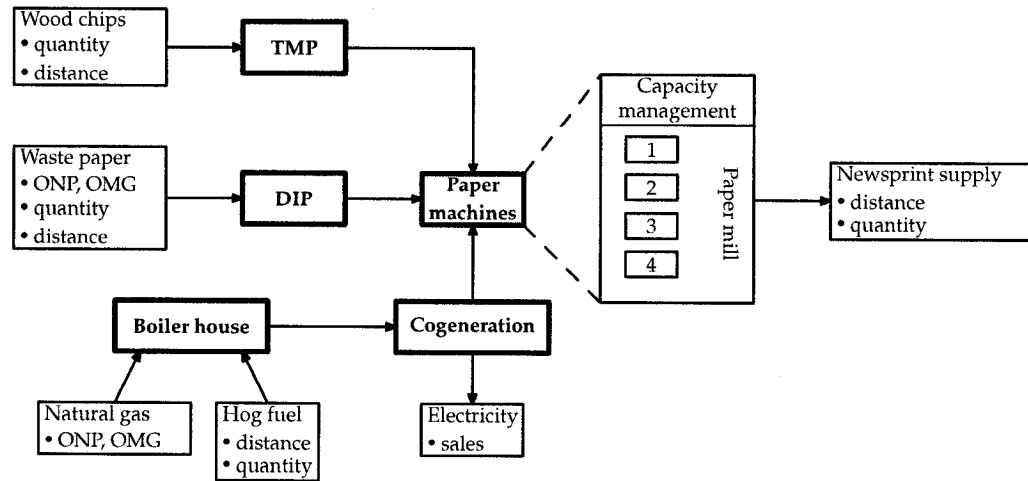 Wood chips
• quantity
• distance
TMP
Waste paper
• ONP, OMG
• quantity
• distance
DIP
Paper
machines
Capacity
management
1
2
3
4
Paper mill
Newsprint supply
• distance
• quantity
Boiler house
Cogeneration
Natural gas
• ONP, OMG
Hog fuel
• distance
• quantity
Electricity
• sales